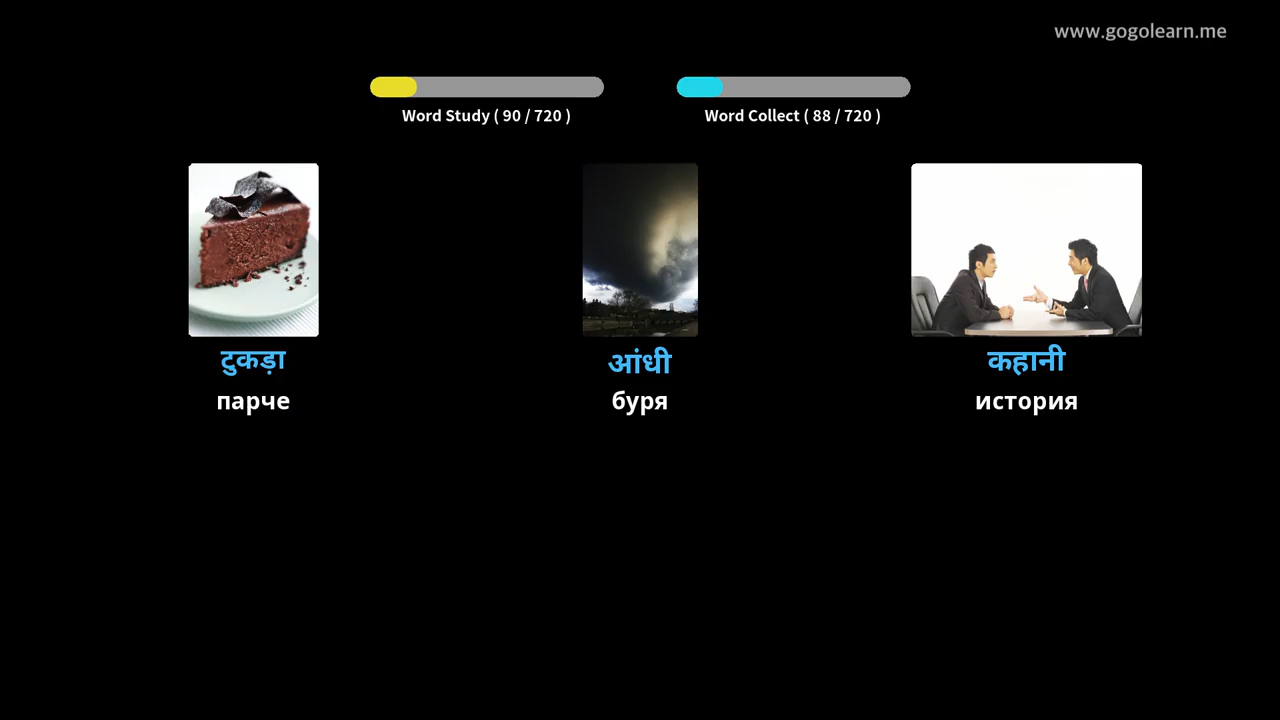 www.gogolearn.me
Word Study ( 90 / 720 )
Word Collect ( 88 / 720 )
टुकड़ा
आंधी
कहानी
парче
буря
история